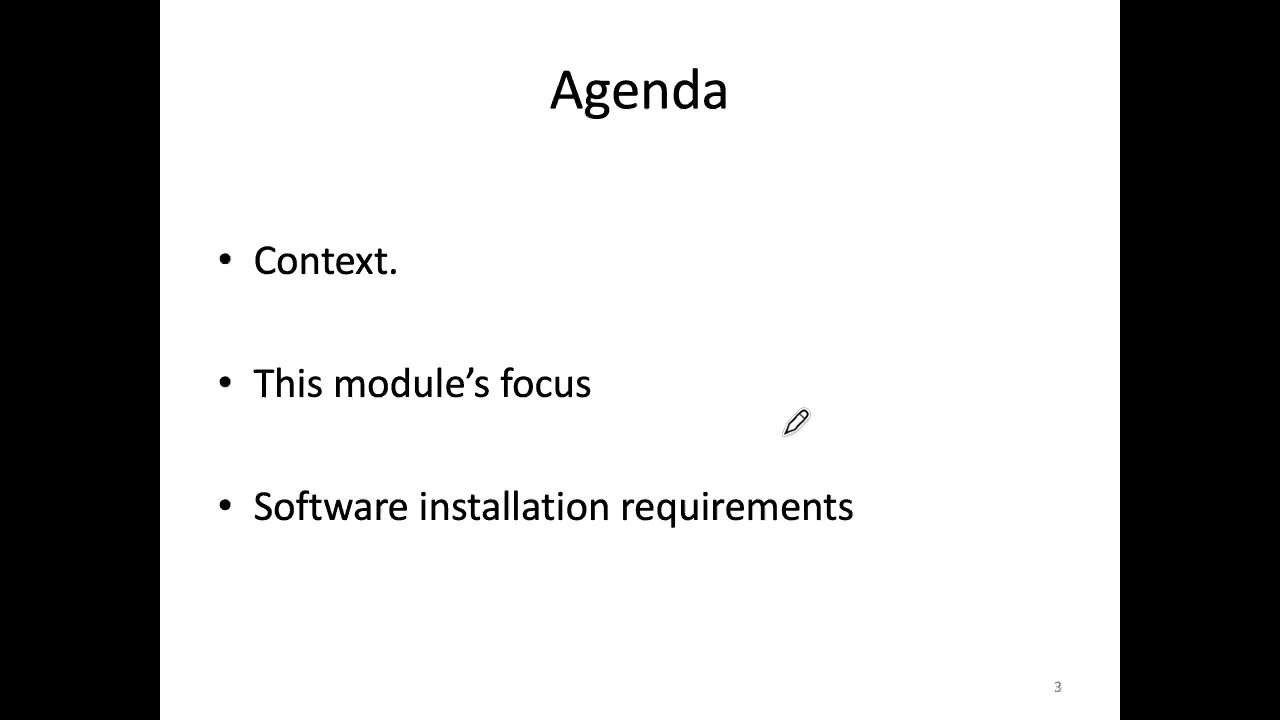 Agenda
• Context.
• This module’s focus
• Software installation requirements
3